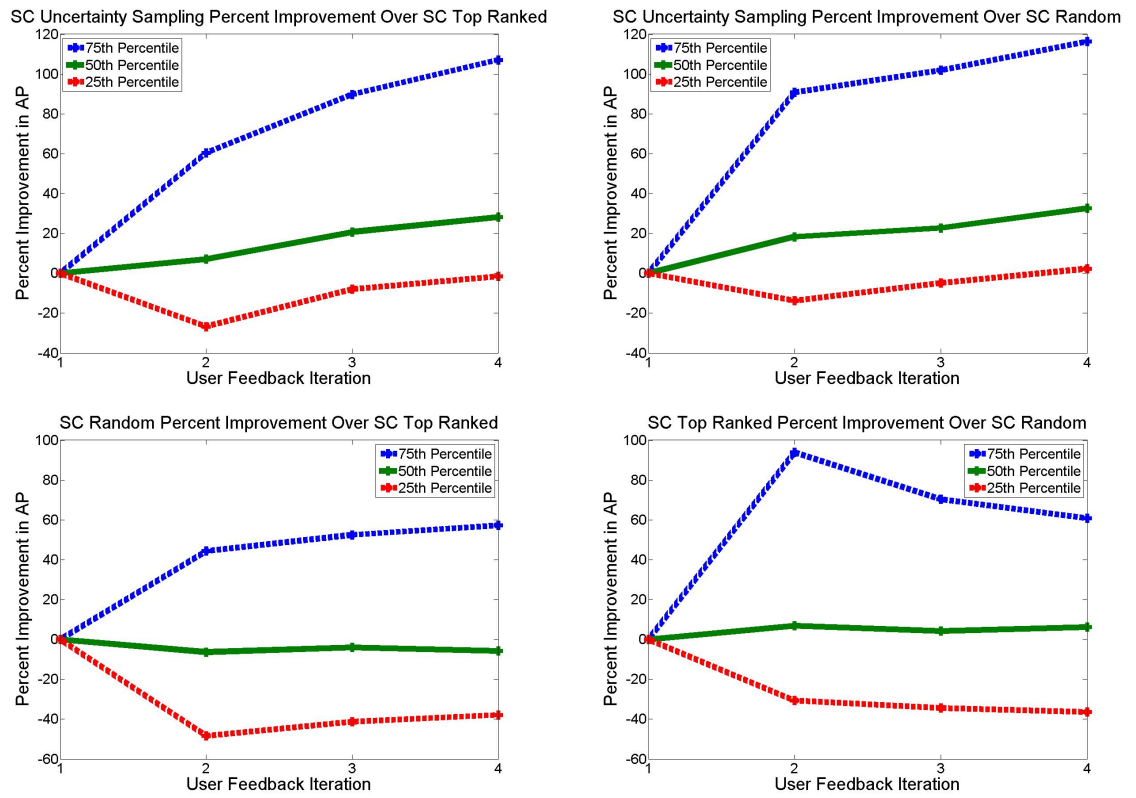 SC Uncertainty Sampling Percent Improvement Over SC Top Ranked
120
100
80
60
40
20
0
-20
-40
Percent Improvement in AP
75th Percentile
50th Percentile
25th Percentile
1 2 3 4
User Feedback Iteration
SC Uncertainty Sampling Percent Improvement Over SC Random
120
100
80
60
40
20
0
-20
-40
Percent Improvement in AP
75th Percentile
50th Percentile
25th Percentile
1 2 3 4
User Feedback Iteration
SC Random Percent Improvement Over SC Top Ranked
100
80
60
40
20
0
-20
-40
-60
Percent Improvement in AP
75th Percentile
50th Percentile
25th Percentile
1 2 3 4
User Feedback Iteration
SC Top Ranked Percent Improvement Over SC Random
100
80
60
40
20
0
-20
-40
-60
Percent Improvement in AP
75th Percentile
50th Percentile
25th Percentile
1 2 3 4
User Feedback Iteration